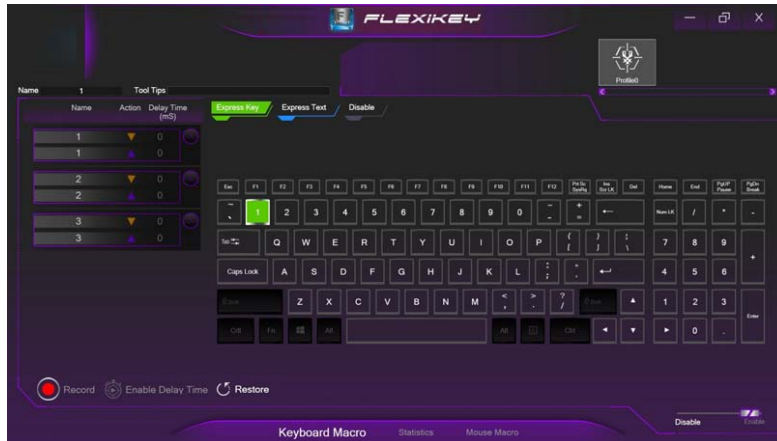 FLEXIKEY
Profile0
Name 1 Tool Tips
Name Action Delay Time (mS)
Express Key Express Text Disable
1 0
1 0
2 0
2 0
3 0
3 0
Esc F1 F2 F3 F4 F5 F6 F7 F8 F9 F10 F11 F12 Prt Sc SysRq Ins Scr LK Del Home End PgUP Pause PgDn Break
~ ` 1 2 3 4 5 6 7 8 9 0 - + = ← Num LK / * -
Tab Q W E R T Y U I O P { [ } ] | \ 7 8 9 +
Caps Lock A S D F G H J K L : ; " ' 4 5 6
Z X C V B N M < , > . ? / 1 2 3 Enter
Ctrl Fn Alt Alt Ctrl 0 .
Record Enable Delay Time Restore
Disable Enable
Keyboard Macro Statistics Mouse Macro